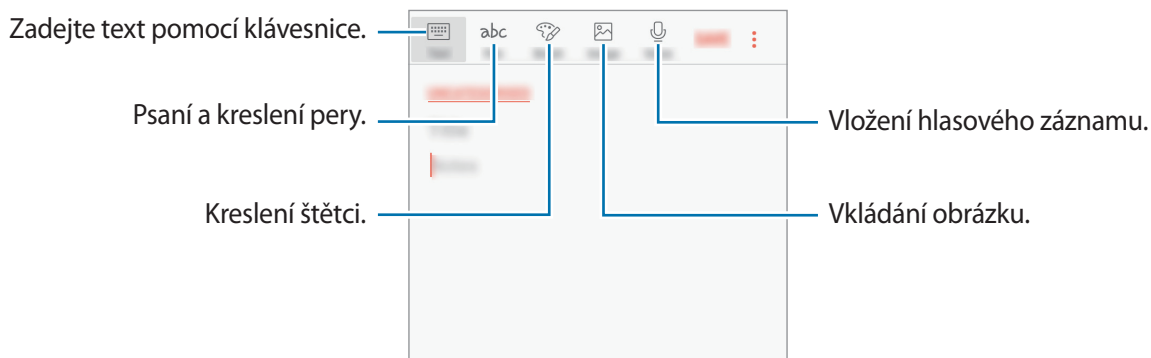 Zadejte text pomocí klávesnice.
abc
Psaní a kreslení pery.
Vložení hlasového záznamu.
Kreslení štětci.
Vkládání obrázku.